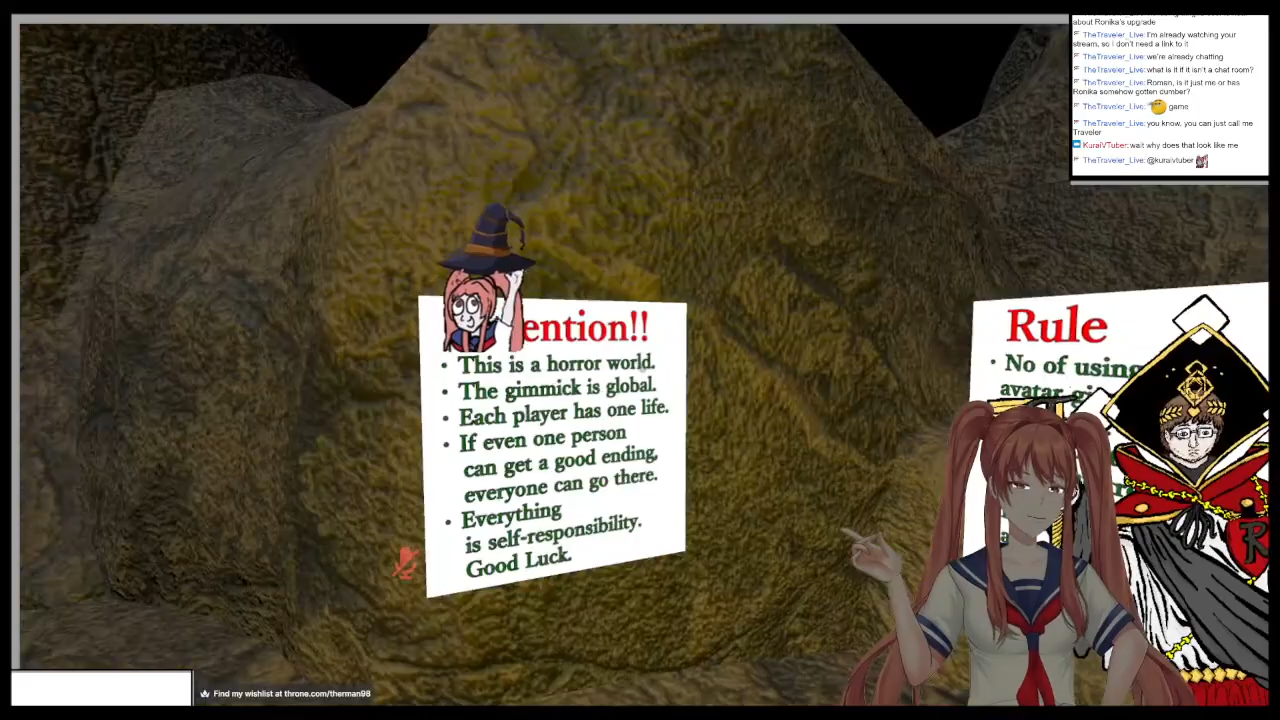 about Ronika's upgrade
TheTraveler_Live: I'm already watching your
stream, so I don't need a link to it
TheTraveler_Live: we're already chatting
TheTraveler_Live: what is it if it isn't a chat room?
TheTraveler_Live: Roman, is it just me or has
Ronika somehow gotten dumber?
TheTraveler_Live: game
TheTraveler_Live: you know, you can just call me
Traveler
KuraiVTuber: wait why does that look like me
TheTraveler_Live: @kuraivtuber
ention!!
• This is a horror world.
• The gimmick is global.
• Each player has one life.
• If even one person
can get a good ending,
everyone can go there.
• Everything
is self-responsibility.
Good Luck.
Rule
• No of using
avatar
R
Find my wishlist at throne.com/therman98